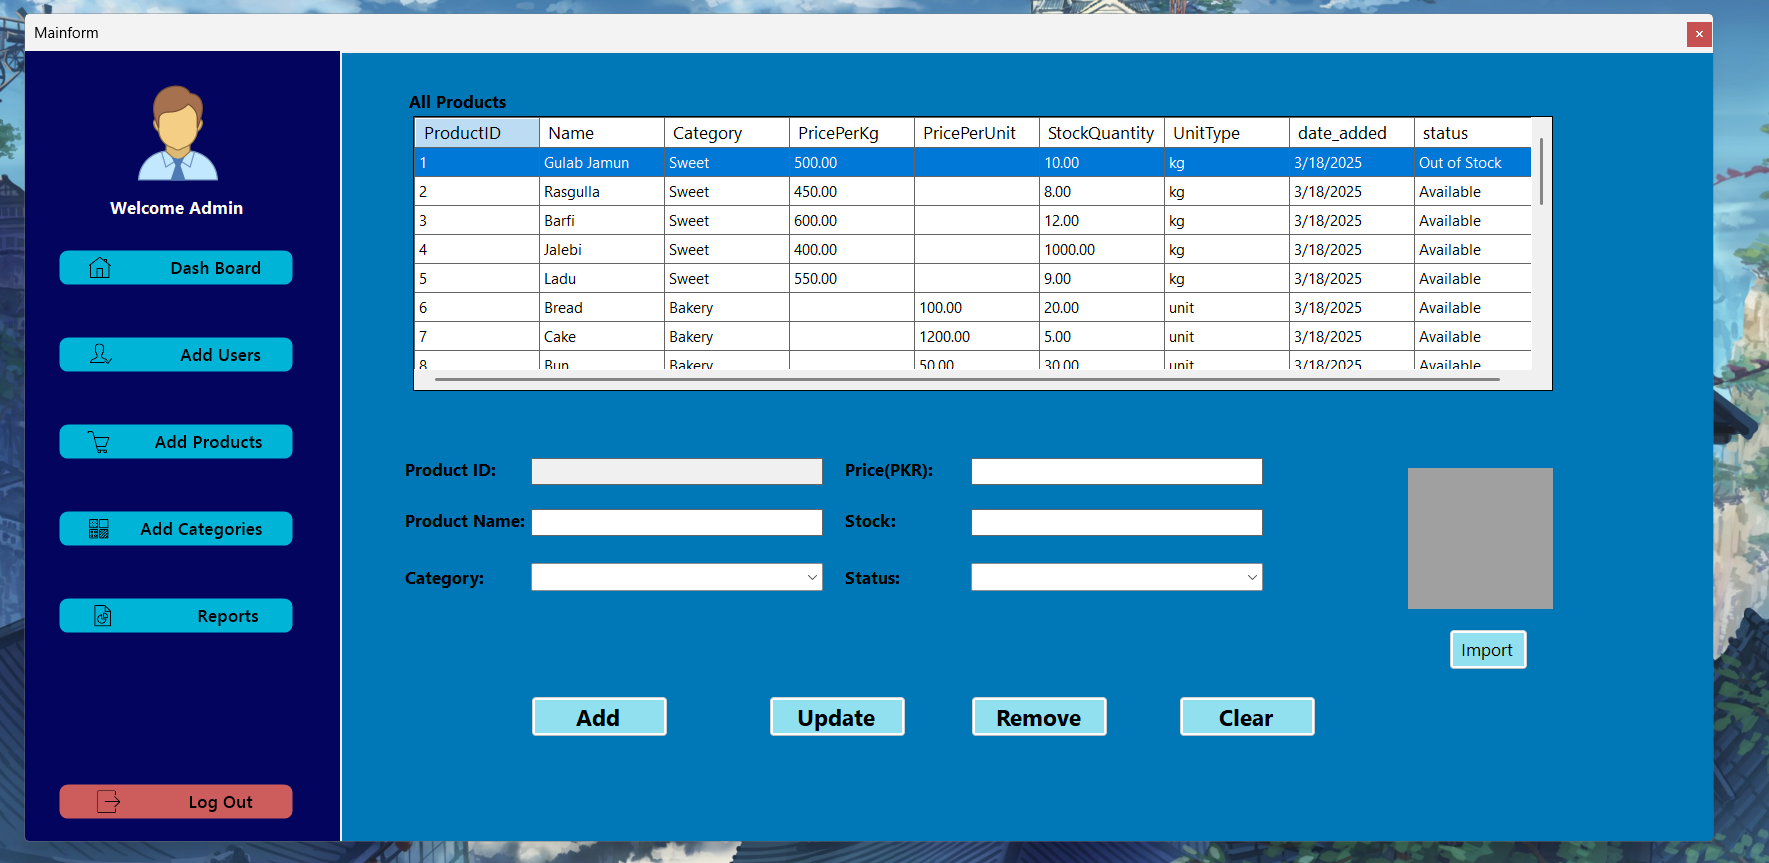 Mainform
Welcome Admin
Dash Board
Add Users
Add Products
Add Categories
Reports
Log Out
All Products
ProductID Name Category PricePerKg PricePerUnit StockQuantity UnitType date_added status
1 Gulab Jamun Sweet 500.00 10.00 kg 3/18/2025 Out of Stock
2 Rasgulla Sweet 450.00 8.00 kg 3/18/2025 Available
3 Barfi Sweet 600.00 12.00 kg 3/18/2025 Available
4 Jalebi Sweet 400.00 1000.00 kg 3/18/2025 Available
5 Ladu Sweet 550.00 9.00 kg 3/18/2025 Available
6 Bread Bakery 100.00 20.00 unit 3/18/2025 Available
7 Cake Bakery 1200.00 5.00 unit 3/18/2025 Available
8 Bun Bakery 50.00 30.00 unit 3/18/2025 Available
Product ID: Price(PKR):
Product Name: Stock:
Category: Status:
Import
Add Update Remove Clear